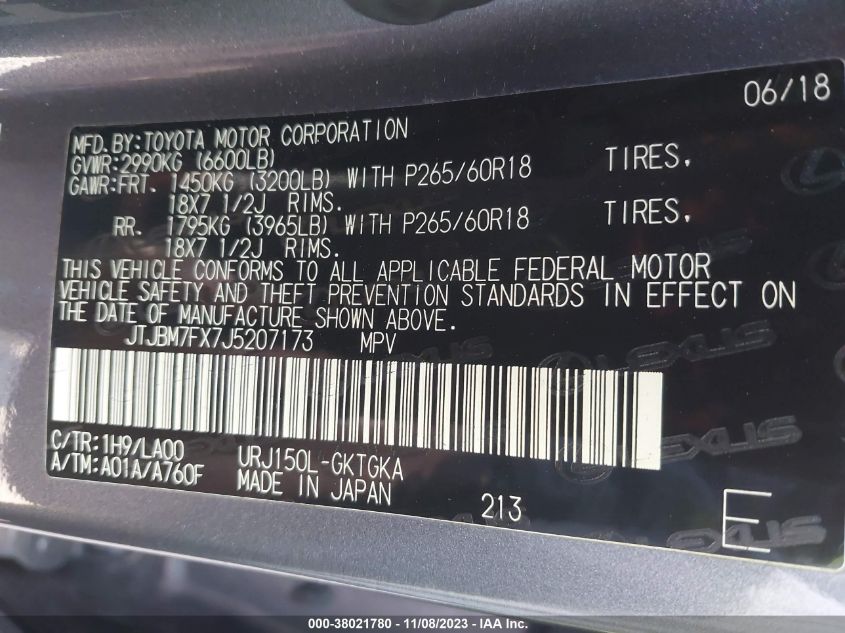 06/18
MFD.BY:TOYOTA MOTOR CORPORATION
GVWR:2990KG (6600LB)
GAWR:FRT. 1450KG (3200LB) WITH P265/60R18 TIRES,
18X7 1/2J RIMS.
RR. 1795KG (3965LB) WITH P265/60R18 TIRES,
18X7 1/2J RIMS.
THIS VEHICLE CONFORMS TO ALL APPLICABLE FEDERAL MOTOR
VEHICLE SAFETY AND THEFT PREVENTION STANDARDS IN EFFECT ON
THE DATE OF MANUFACTURE SHOWN ABOVE.
JTJBM7FX7J5207173 MPV
C/TR:1H9/LA00 URJ150L-GKTGKA
A/TM:A01A/A760F MADE IN JAPAN
213 E
LEXUS
LEXUS
LEXUS
000-38021780 - 11/08/2023 - IAA Inc.